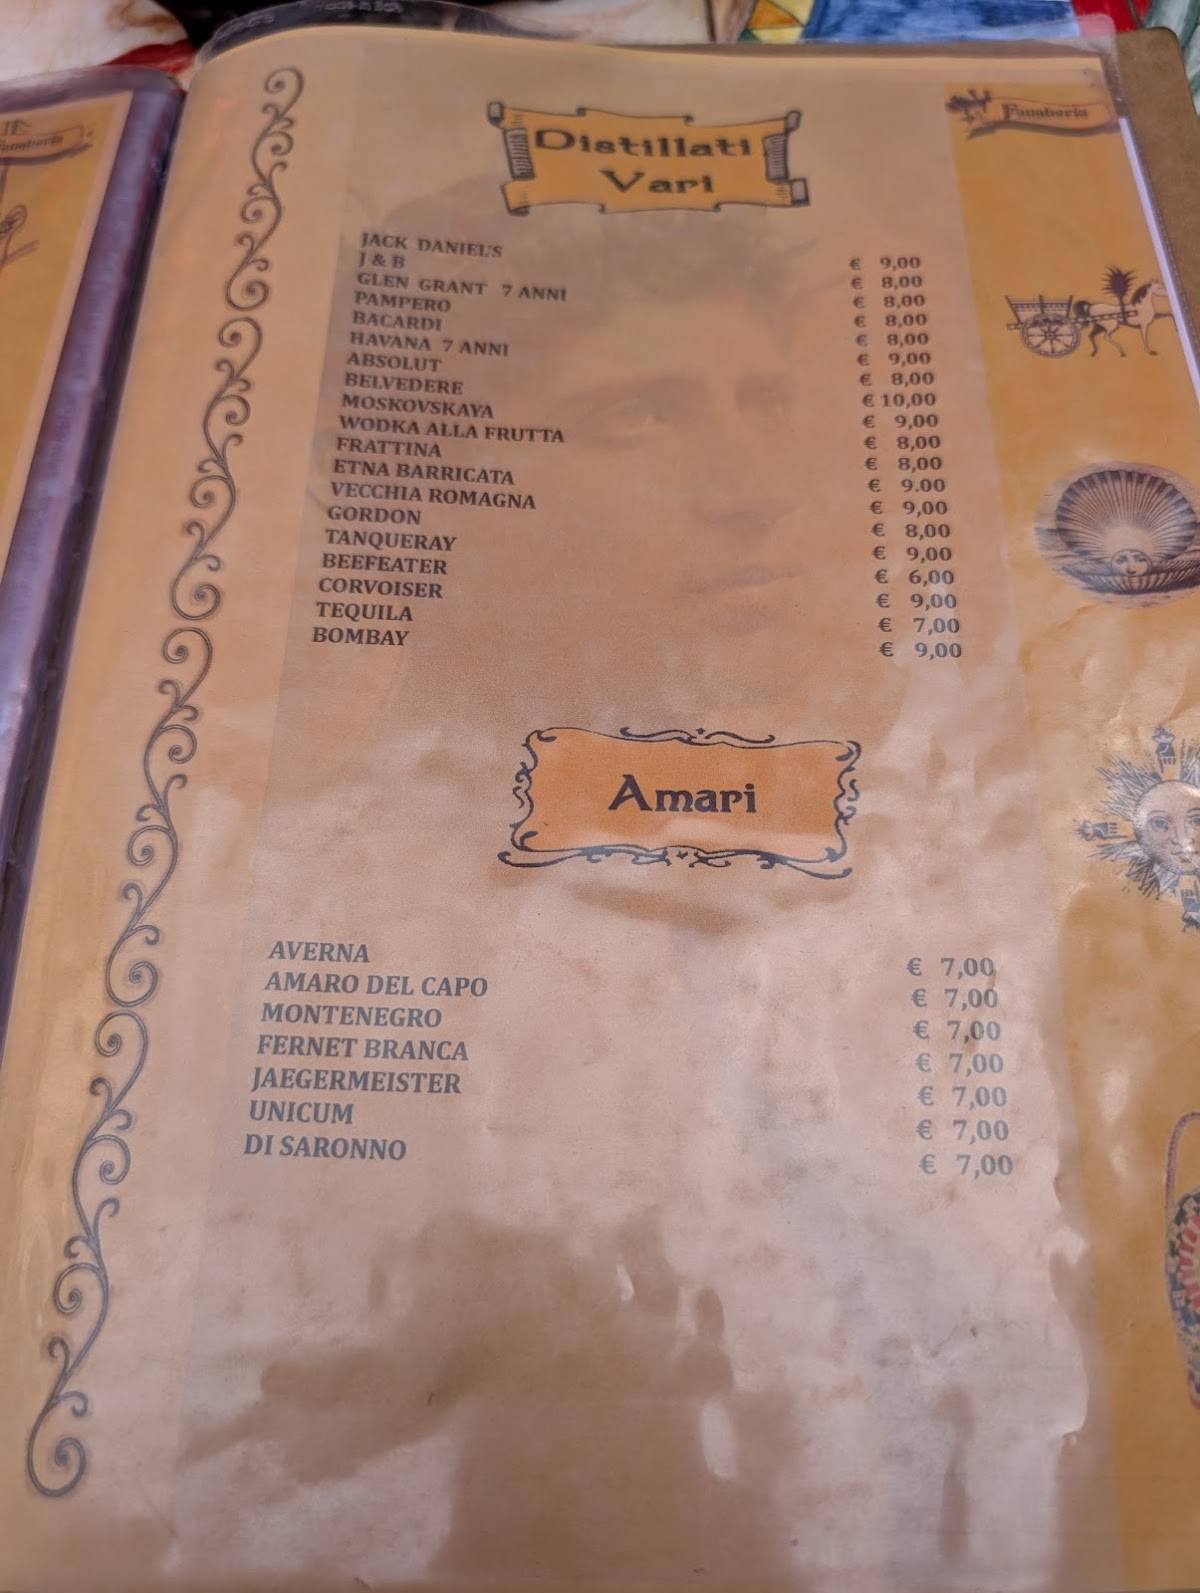 Distillati
Vari
Fanaberia
JACK DANIEL'S € 9,00
J & B € 8,00
GLEN GRANT 7 ANNI € 8,00
PAMPERO € 8,00
BACARDI € 8,00
HAVANA 7 ANNI € 9,00
ABSOLUT € 8,00
BELVEDERE € 10,00
MOSKOVSKAYA € 9,00
WODKA ALLA FRUTTA € 8,00
FRATTINA € 8,00
ETNA BARRICATA € 9.00
VECCHIA ROMAGNA € 9,00
GORDON € 8,00
TANQUERAY € 9,00
BEEFEATER € 6,00
CORVOISER € 9,00
TEQUILA € 7,00
BOMBAY € 9,00
Amari
AVERNA € 7,00
AMARO DEL CAPO € 7,00
MONTENEGRO € 7,00
FERNET BRANCA € 7,00
JAEGERMEISTER € 7,00
UNICUM € 7,00
DI SARONNO € 7,00